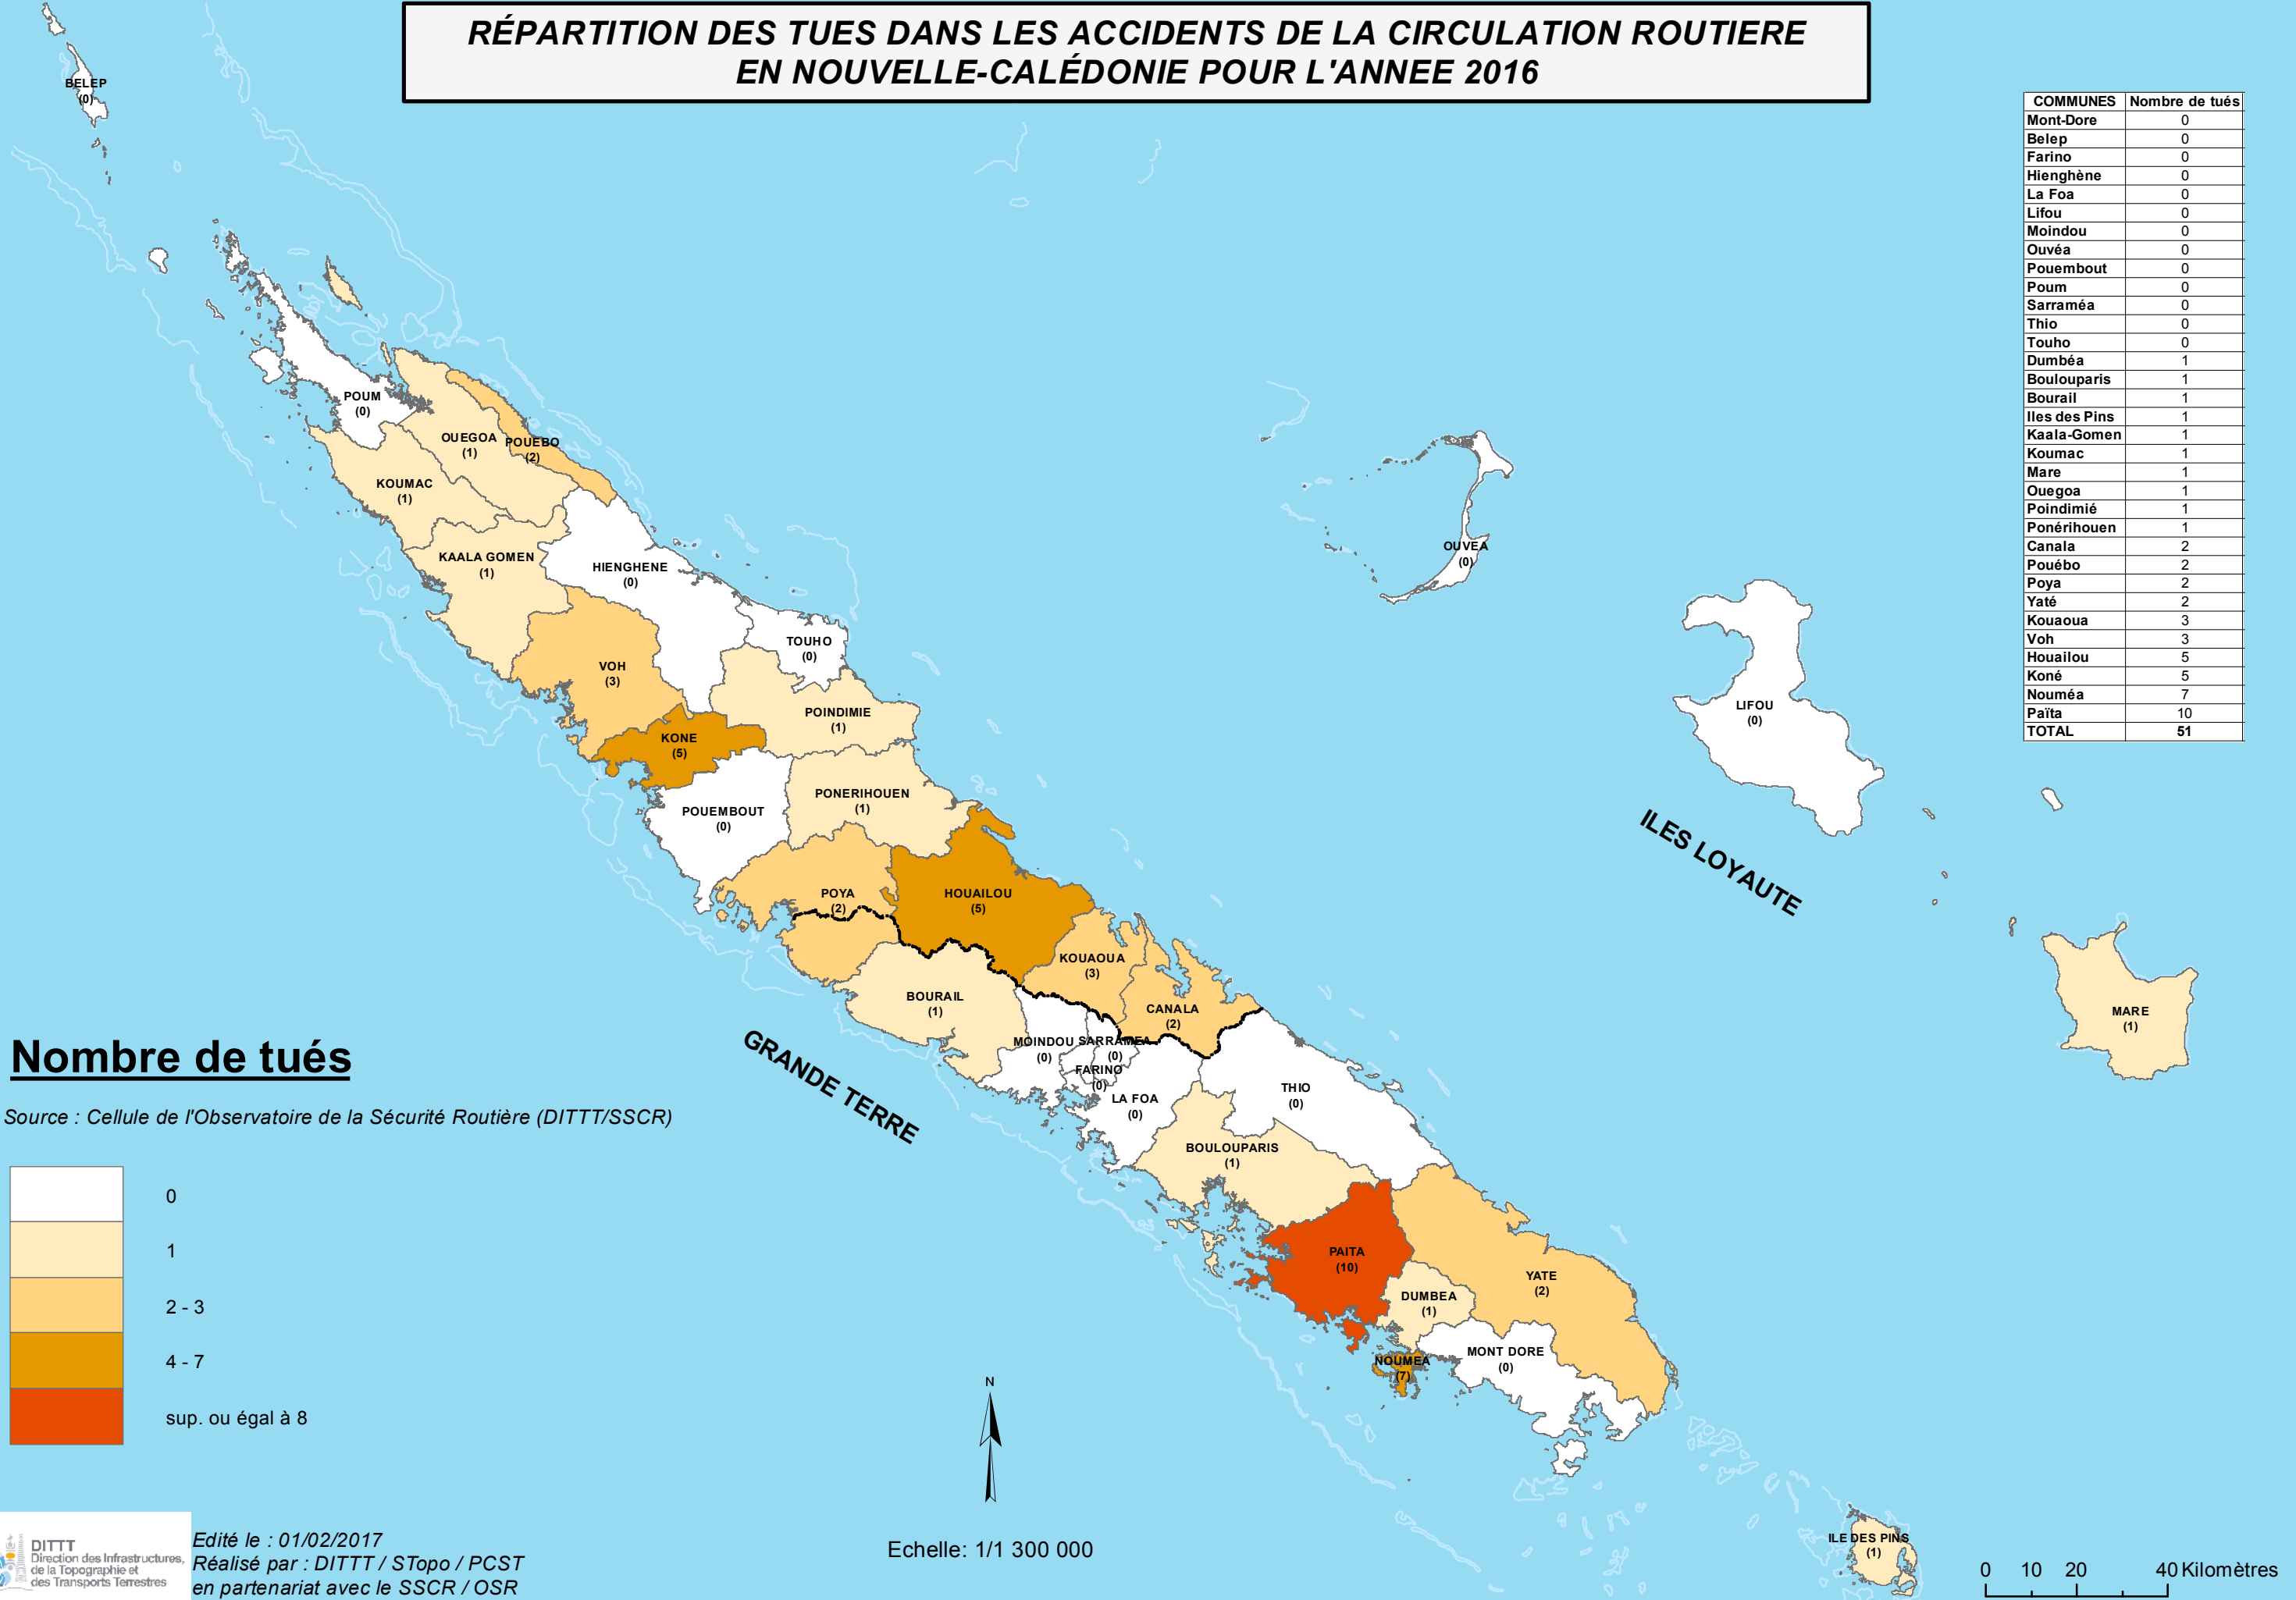 RÉPARTITION DES TUES DANS LES ACCIDENTS DE LA CIRCULATION ROUTIERE
EN NOUVELLE-CALÉDONIE POUR L'ANNEE 2016
COMMUNES Nombre de tués
Mont-Dore 0
Belep 0
Farino 0
Hienghène 0
La Foa 0
Lifou 0
Moindou 0
Ouvéa 0
Pouembout 0
Poum 0
Sarraméa 0
Thio 0
Touho 0
Dumbéa 1
Boulouparis 1
Bourail 1
Iles des Pins 1
Kaala-Gomen 1
Koumac 1
Mare 1
Ouegoa 1
Poindimié 1
Ponérihouen 1
Canala 2
Pouébo 2
Poya 2
Yaté 2
Kouaoua 3
Voh 3
Houailou 5
Koné 5
Nouméa 7
Païta 10
TOTAL 51
BELEP
(0)
POUM
(0)
OUEGOA
(1)
POUEBO
(2)
KOUMAC
(1)
KAALA GOMEN
(1)
HIENGHENE
(0)
TOUHO
(0)
VOH
(3)
POINDIMIE
(1)
KONE
(5)
POUEMBOUT
(0)
PONERIHOUEN
(1)
POYA
(2)
HOUAILOU
(5)
KOUAOUA
(3)
CANALA
(2)
BOURAIL
(1)
MOINDOU
(0)
SARRAMEA
(0)
FARINO
(0)
LA FOA
(0)
THIO
(0)
BOULOUPARIS
(1)
PAITA
(10)
YATE
(2)
DUMBEA
(1)
MONT DORE
(0)
NOUMEA
(7)
ILE DES PINS
(1)
OUVEA
(0)
LIFOU
(0)
MARE
(1)
ILES LOYAUTE
GRANDE TERRE
Nombre de tués
Source : Cellule de l'Observatoire de la Sécurité Routière (DITTT/SSCR)
0
1
2 - 3
4 - 7
sup. ou égal à 8
DITTT
Direction des Infrastructures,
de la Topographie et
des Transports Terrestres
Edité le : 01/02/2017
Réalisé par : DITTT / STopo / PCST
en partenariat avec le SSCR / OSR
N
Echelle: 1/1 300 000
0 10 20 40 Kilomètres